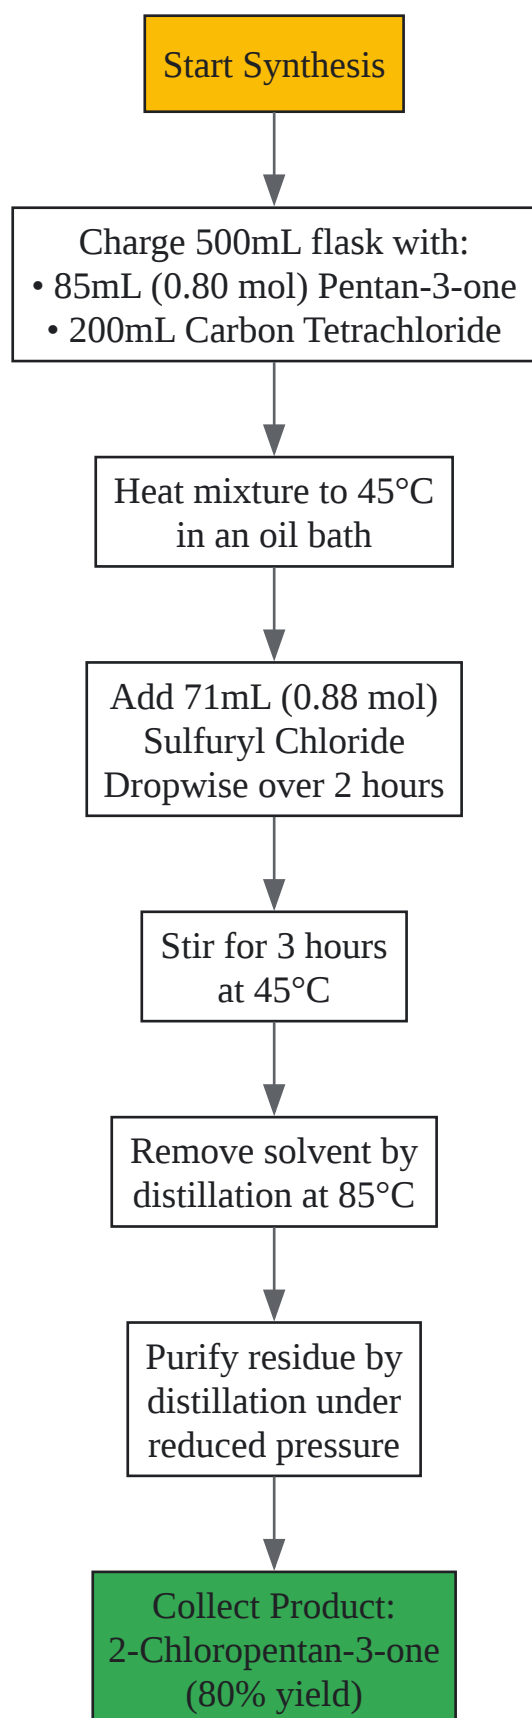 Start Synthesis
Charge 500mL flask with:
• 85mL (0.80 mol) Pentan-3-one
• 200mL Carbon Tetrachloride
Heat mixture to 45°C
in an oil bath
Add 71mL (0.88 mol)
Sulfuryl Chloride
Dropwise over 2 hours
Stir for 3 hours
at 45°C
Remove solvent by
distillation at 85°C
Purify residue by
distillation under
reduced pressure
Collect Product:
2-Chloropentan-3-one
(80% yield)